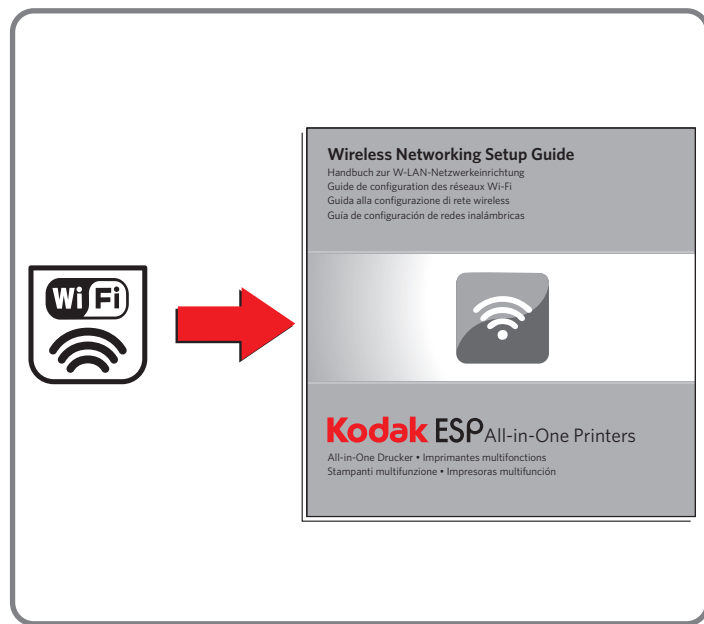 Wi Fi
Wireless Networking Setup Guide
Handbuch zur W-LAN-Netzwerkeinrichtung
Guide de configuration des réseaux Wi-Fi
Guida alla configurazione di rete wireless
Guía de configuración de redes inalámbricas
Kodak ESP All-in-One Printers
All-in-One Drucker • Imprimantes multifonctions
Stampanti multifunzione • Impresoras multifunción